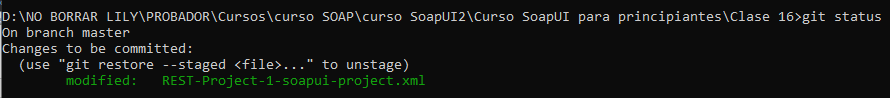 D:\NO BORRAR LILY\PROBADOR\Cursos\curso SOAP\curso SoapUI2\Curso SoapUI para principiantes\Clase 16>git status
On branch master
Changes to be committed:
  (use "git restore --staged <file>..." to unstage)
        modified:   REST-Project-1-soapui-project.xml